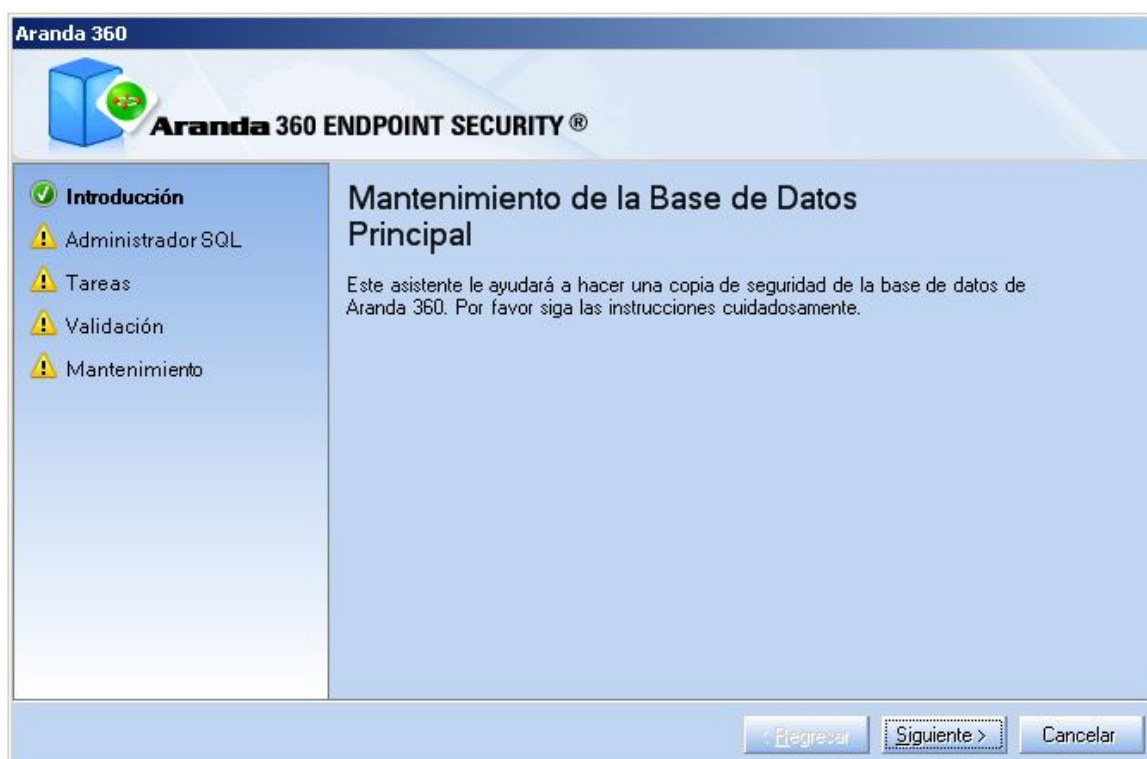 Aranda 360
Aranda 360 ENDPOINT SECURITY ®
Introducción
Administrador SQL
Tareas
Validación
Mantenimiento
Mantenimiento de la Base de Datos
Principal
Este asistente le ayudará a hacer una copia de seguridad de la base de datos de
Aranda 360. Por favor siga las instrucciones cuidadosamente.
< Regresar
Siguiente >
Cancelar